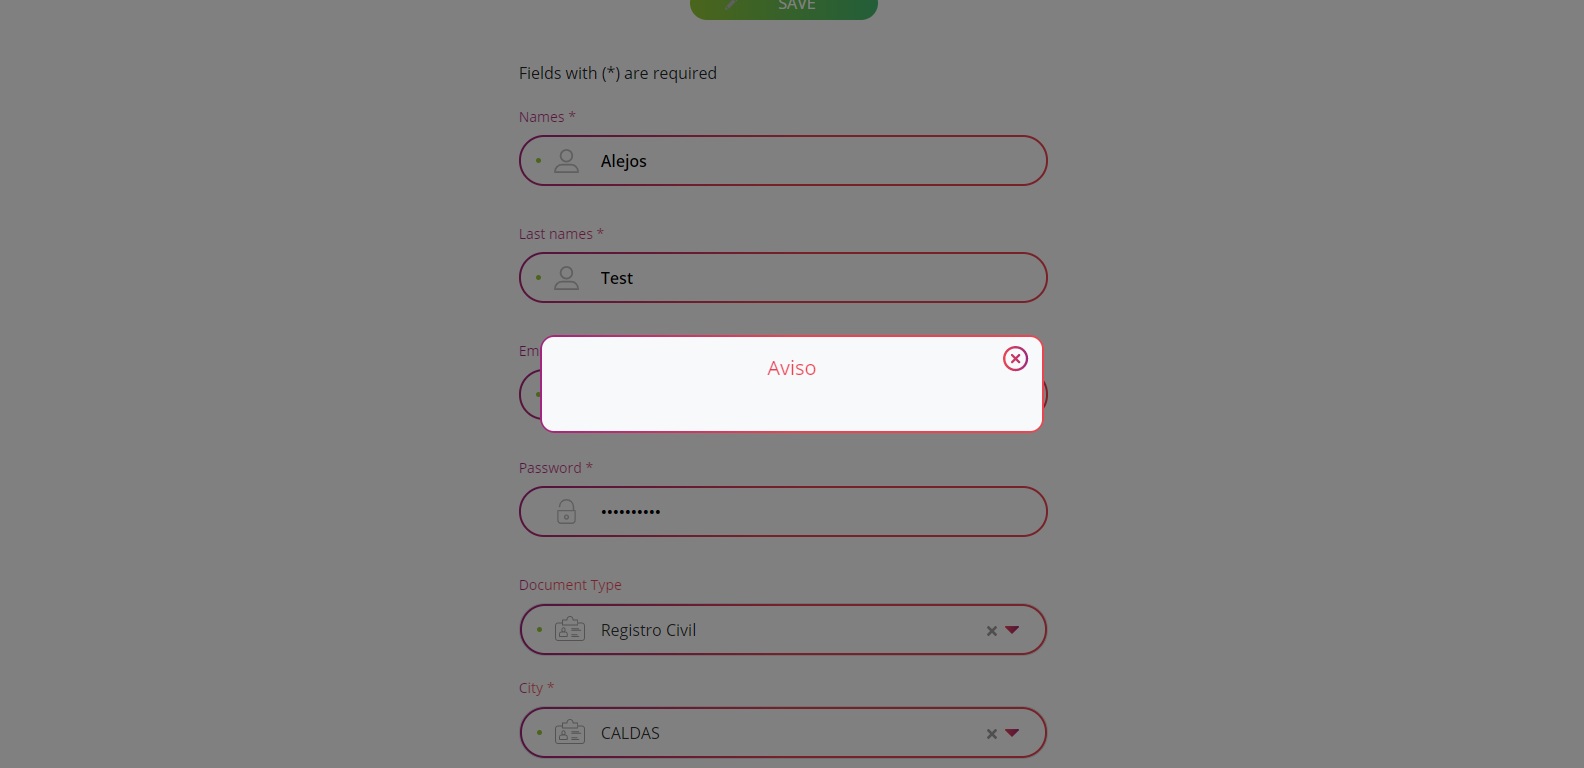 SAVE
Fields with (*) are required
Names *
Alejos
Last names *
Test
Em
Aviso
Password *
••••••••••
Document Type
Registro Civil
City *
CALDAS